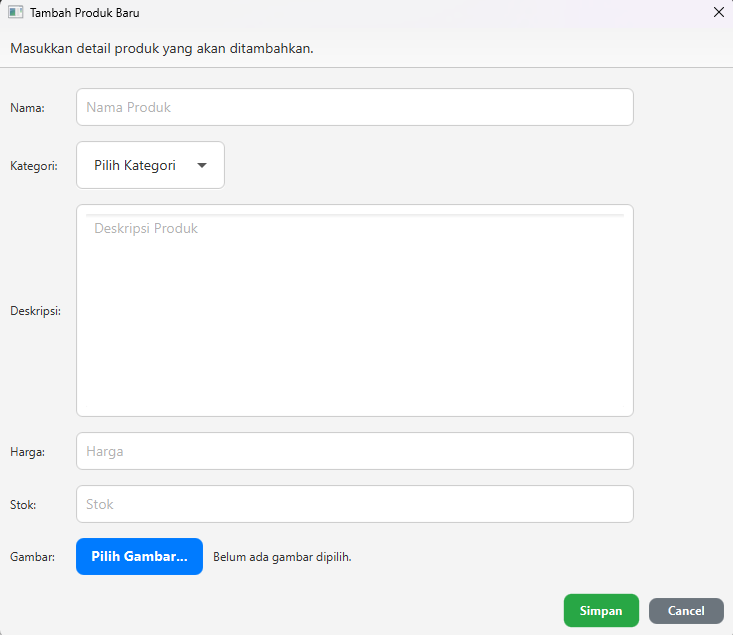 Tambah Produk Baru
Masukkan detail produk yang akan ditambahkan.
Nama: Nama Produk
Kategori: Pilih Kategori
Deskripsi Produk
Deskripsi:
Harga: Harga
Stok: Stok
Gambar: Pilih Gambar... Belum ada gambar dipilih.
Simpan Cancel